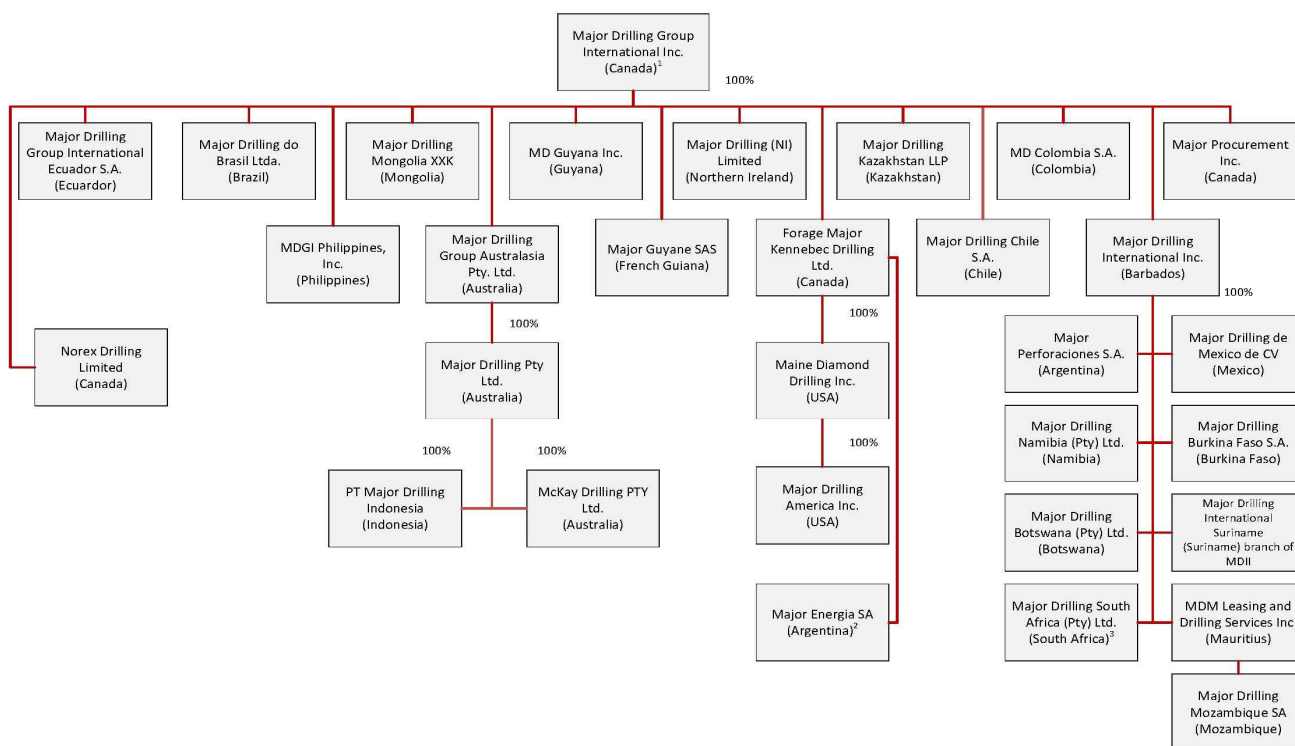 Major Drilling Group
International Inc.
(Canada)1
100%
Major Drilling
Group International
Ecuador S.A.
(Ecuardor)
Major Drilling do
Brasil Ltda.
(Brazil)
Major Drilling
Mongolia XXK
(Mongolia)
MD Guyana Inc.
(Guyana)
Major Drilling (NI)
Limited
(Northern Ireland)
Major Drilling
Kazakhstan LLP
(Kazakhstan)
MD Colombia S.A.
(Colombia)
Major Procurement
Inc.
(Canada)
MDGI Philippines,
Inc.
(Philippines)
Major Drilling
Group Australasia
Pty. Ltd.
(Australia)
Major Guyane SAS
(French Guiana)
Forage Major
Kennebec Drilling
Ltd.
(Canada)
Major Drilling Chile
S.A.
(Chile)
Major Drilling
International Inc.
(Barbados)
100%
100%
100%
Norex Drilling
Limited
(Canada)
Major Drilling Pty
Ltd.
(Australia)
Maine Diamond
Drilling Inc.
(USA)
Major
Perforaciones S.A.
(Argentina)
Major Drilling de
Mexico de CV
(Mexico)
100%
100%
100%
Major Drilling
Namibia (Pty) Ltd.
(Namibia)
Major Drilling
Burkina Faso S.A.
(Burkina Faso)
PT Major Drilling
Indonesia
(Indonesia)
McKay Drilling PTY
Ltd.
(Australia)
Major Drilling
America Inc.
(USA)
Major Drilling
Botswana (Pty) Ltd.
(Botswana)
Major Drilling
International
Suriname
(Suriname) branch of
MDII
Major Energia SA
(Argentina)2
Major Drilling South
Africa (Pty) Ltd.
(South Africa)3
MDM Leasing and
Drilling Services Inc
(Mauritius)
Major Drilling
Mozambique SA
(Mozambique)